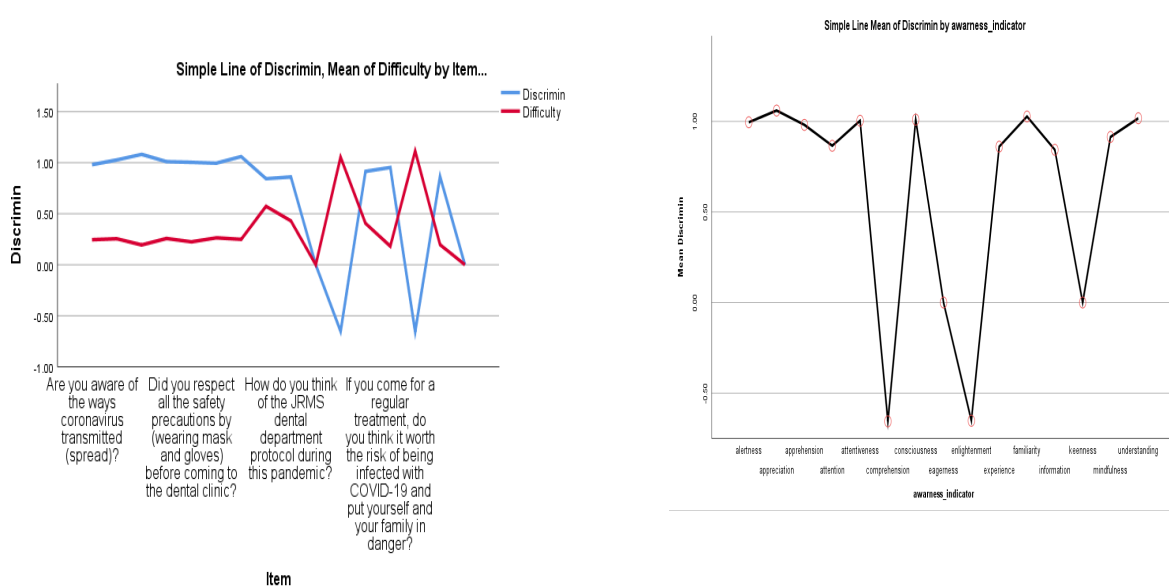 Simple Line of Discrimin, Mean of Difficulty by Item...
Discrimin
Difficulty
1.50
1.00
0.50
0.00
-0.50
-1.00
Discrimin
Are you aware of
the ways
coronavirus
transmitted
(spread)?
Did you respect
all the safety
precautions by
(wearing mask
and gloves)
before coming to
the dental clinic?
How do you think
of the JRMS
dental
department
protocol during
this pandemic?
If you come for a
regular
treatment, do
you think it worth
the risk of being
infected with
COVID-19 and
put yourself and
your family in
danger?
Item
Simple Line Mean of Discrimin by awarness_indicator
1.00
0.50
0.00
-0.50
Mean Discrimin
alertness
appreciation
apprehension
attention
attentiveness
comprehension
consciousness
eagerness
enlightenment
experience
familiarity
information
keenness
mindfulness
understanding
awarness_indicator